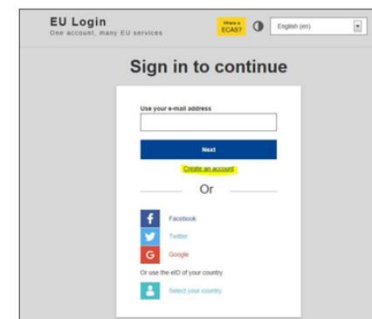 EU Login
One account, many EU services
Where is
ECAS?
English (en)
Sign in to continue
Use your e-mail address
Next
Create an account
Or
Facebook
Twitter
Google
Or use the eID of your country
Select your country